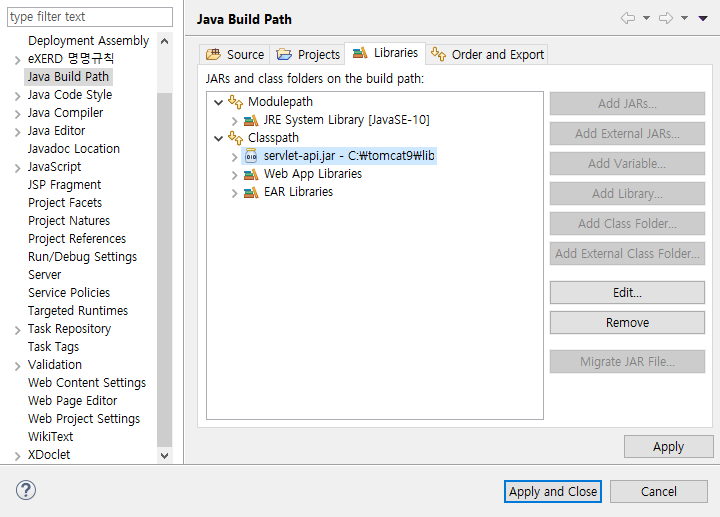 type filter text
Deployment Assembly
eXERD 명명규칙
Java Build Path
Java Code Style
Java Compiler
Java Editor
Javadoc Location
JavaScript
JSP Fragment
Project Facets
Project Natures
Project References
Run/Debug Settings
Server
Service Policies
Targeted Runtimes
Task Repository
Task Tags
Validation
Web Content Settings
Web Page Editor
Web Project Settings
WikiText
XDoclet
Java Build Path
Source Projects Libraries Order and Export
JARs and class folders on the build path:
Modulepath
JRE System Library [JavaSE-10]
Classpath
servlet-api.jar - C:₩tomcat9₩lib
Web App Libraries
EAR Libraries
Add JARs...
Add External JARs...
Add Variable...
Add Library...
Add Class Folder...
Add External Class Folder...
Edit...
Remove
Migrate JAR File...
Apply
?
Apply and Close Cancel